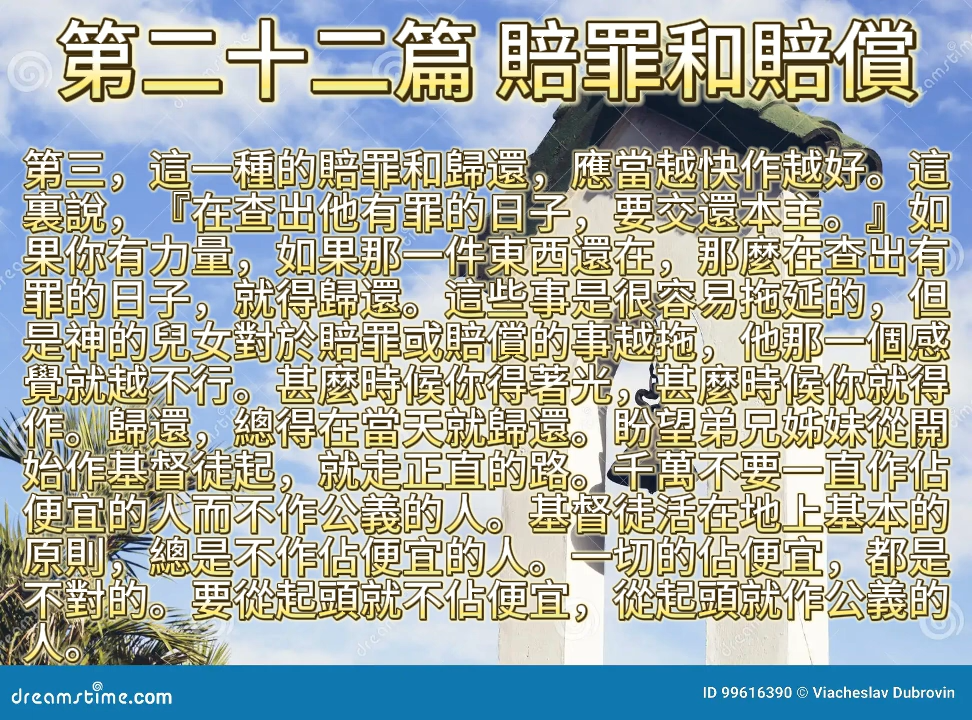 第二十二篇 賠罪和賠償
第三，這一種的賠罪和歸還，應當越快作越好。這
裏說，『在查出他有罪的日子，要交還本主。』如
果你有力量，如果那一件東西還在，那麼在查出有
罪的日子，就得歸還。這些事是很容易拖延的，但
是神的兒女對於賠罪或賠償的事越拖，他那一個感
覺就越不行。甚麼時候你得著光，甚麼時候你就得
作。歸還，總得在當天就歸還。盼望弟兄姊妹從開
始作基督徒起，就走正直的路。千萬不要一直作佔
便宜的人而不作公義的人。基督徒活在地上基本的
原則，總是不作佔便宜的人。一切的佔便宜，都是
不對的。要從起頭就不佔便宜，從起頭就作公義的
人。
dreamstime.com
ID 99616390 © Viacheslav Dubrovin